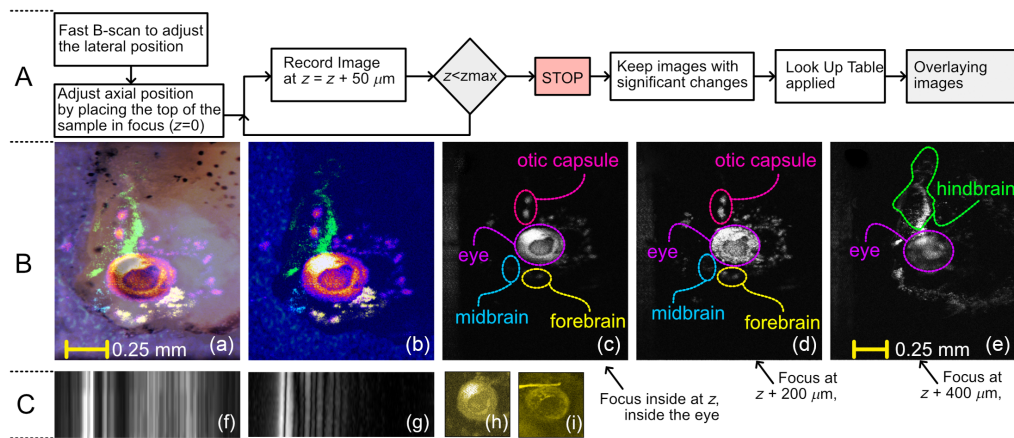 A
Fast B-scan to adjust
the lateral position
Adjust axial position
by placing the top of the
sample in focus (z=0)
Record Image
at z = z + 50 μm
z<zmax
STOP
Keep images with
significant changes
Look Up Table
applied
Overlaying
images
B
0.25 mm
(a)
(b)
otic capsule
eye
midbrain
forebrain
(c)
otic capsule
eye
midbrain
forebrain
(d)
hindbrain
eye
0.25 mm
(e)
C
(f)
(g)
(h)
(i)
Focus inside at z,
inside the eye
Focus at
z + 200 μm,
Focus at
z + 400 μm,